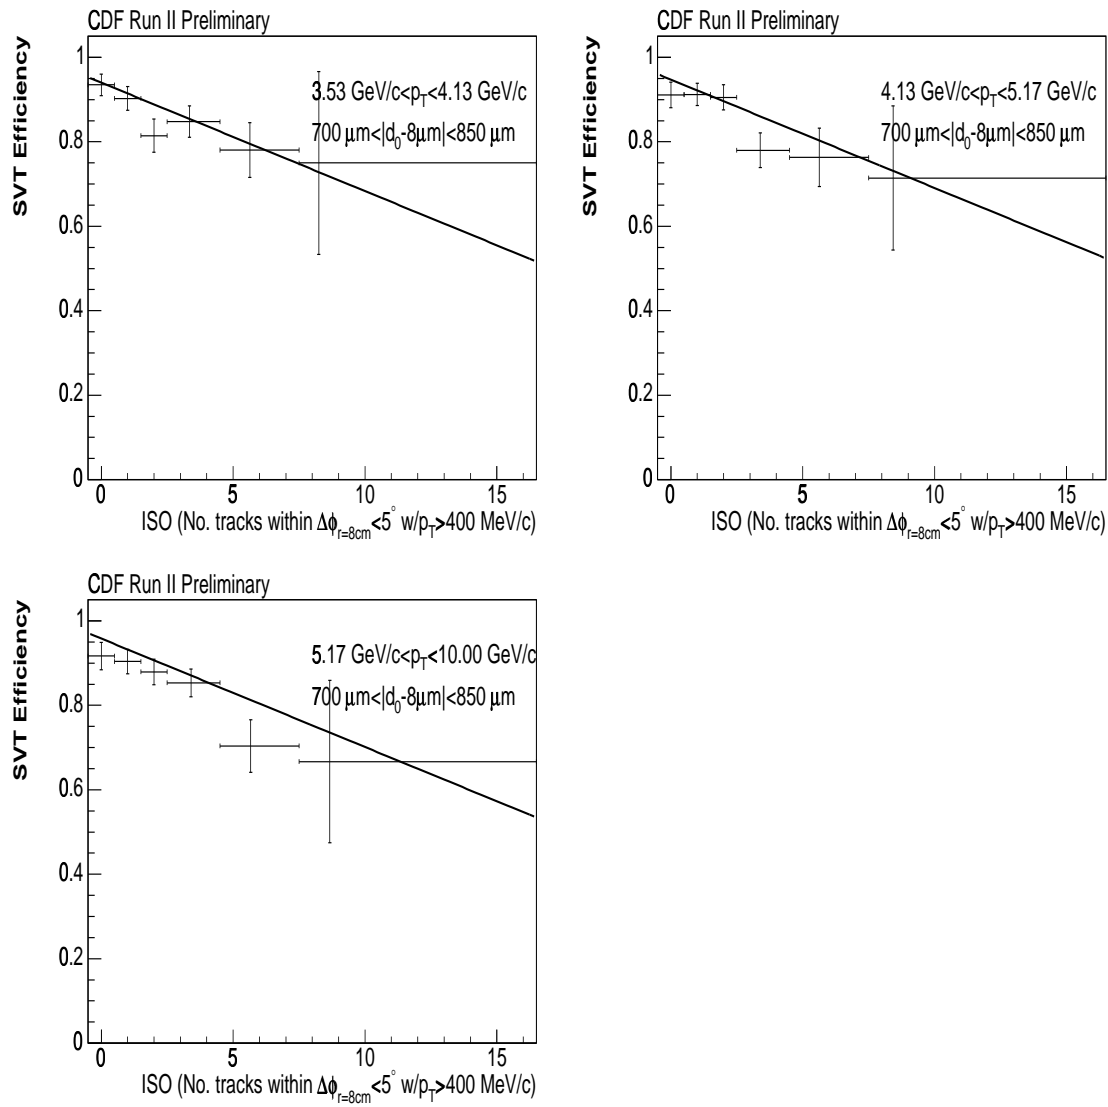 CDF Run II Preliminary
SVT Efficiency
3.53 GeV/c<p_T<4.13 GeV/c
700 μm<|d_0-8μm|<850 μm
1
0.8
0.6
0.4
0.2
0
0 5 10 15
ISO (No. tracks within Δϕ_r=8cm<5° w/p_T>400 MeV/c)
CDF Run II Preliminary
SVT Efficiency
4.13 GeV/c<p_T<5.17 GeV/c
700 μm<|d_0-8μm|<850 μm
1
0.8
0.6
0.4
0.2
0
0 5 10 15
ISO (No. tracks within Δϕ_r=8cm<5° w/p_T>400 MeV/c)
CDF Run II Preliminary
SVT Efficiency
5.17 GeV/c<p_T<10.00 GeV/c
700 μm<|d_0-8μm|<850 μm
1
0.8
0.6
0.4
0.2
0
0 5 10 15
ISO (No. tracks within Δϕ_r=8cm<5° w/p_T>400 MeV/c)